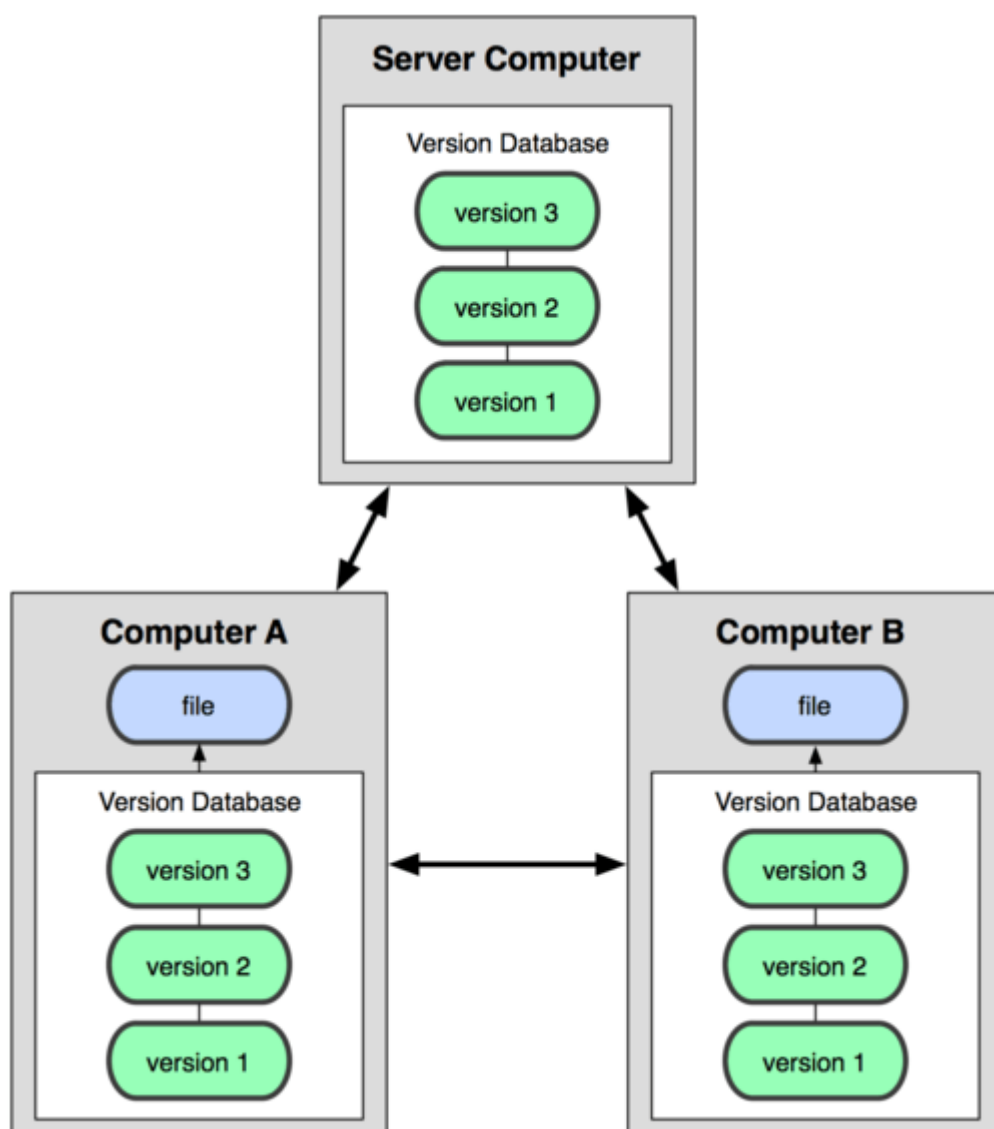 Server Computer
Version Database
version 3
version 2
version 1
Computer A
file
Version Database
version 3
version 2
version 1
Computer B
file
Version Database
version 3
version 2
version 1